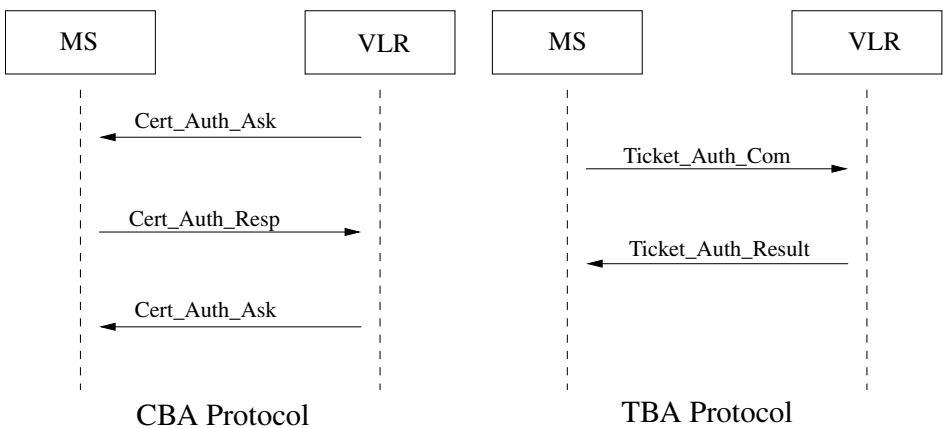 MS
VLR
Cert_Auth_Ask
Cert_Auth_Resp
Cert_Auth_Ask
CBA Protocol
MS
VLR
Ticket_Auth_Com
Ticket_Auth_Result
TBA Protocol